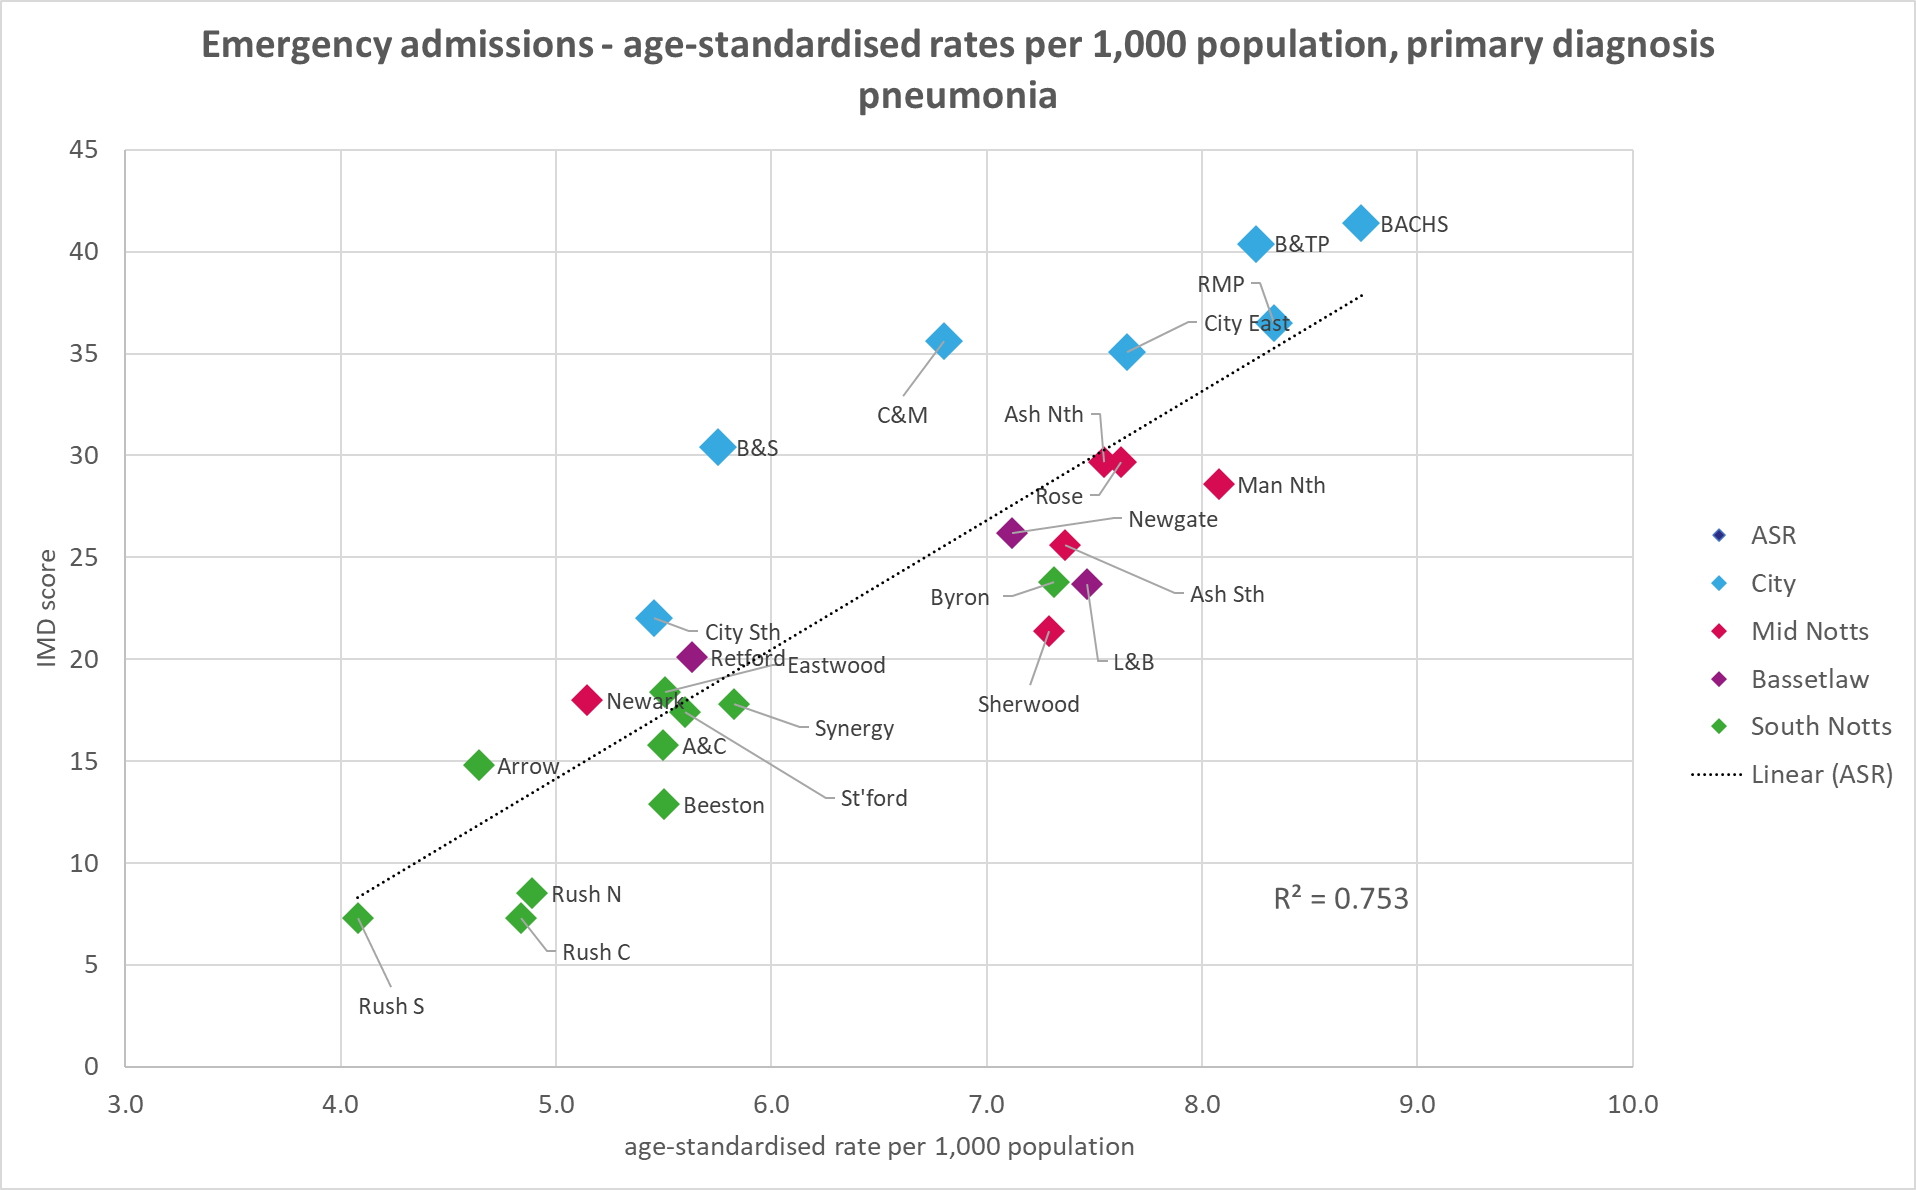 Emergency admissions - age-standardised rates per 1,000 population, primary diagnosis
pneumonia
45
40
35
30
25
20
15
10
5
0
IMD score
BACHS
B&TP
RMP
City East
C&M
Ash Nth
B&S
Man Nth
Rose
Newgate
Ash Sth
Byron
City Sth
Retford
Eastwood
L&B
Newark
Sherwood
Synergy
A&C
Arrow
St'ford
Beeston
Rush N
R² = 0.753
Rush C
Rush S
ASR
City
Mid Notts
Bassetlaw
South Notts
Linear (ASR)
3.0 4.0 5.0 6.0 7.0 8.0 9.0 10.0
age-standardised rate per 1,000 population